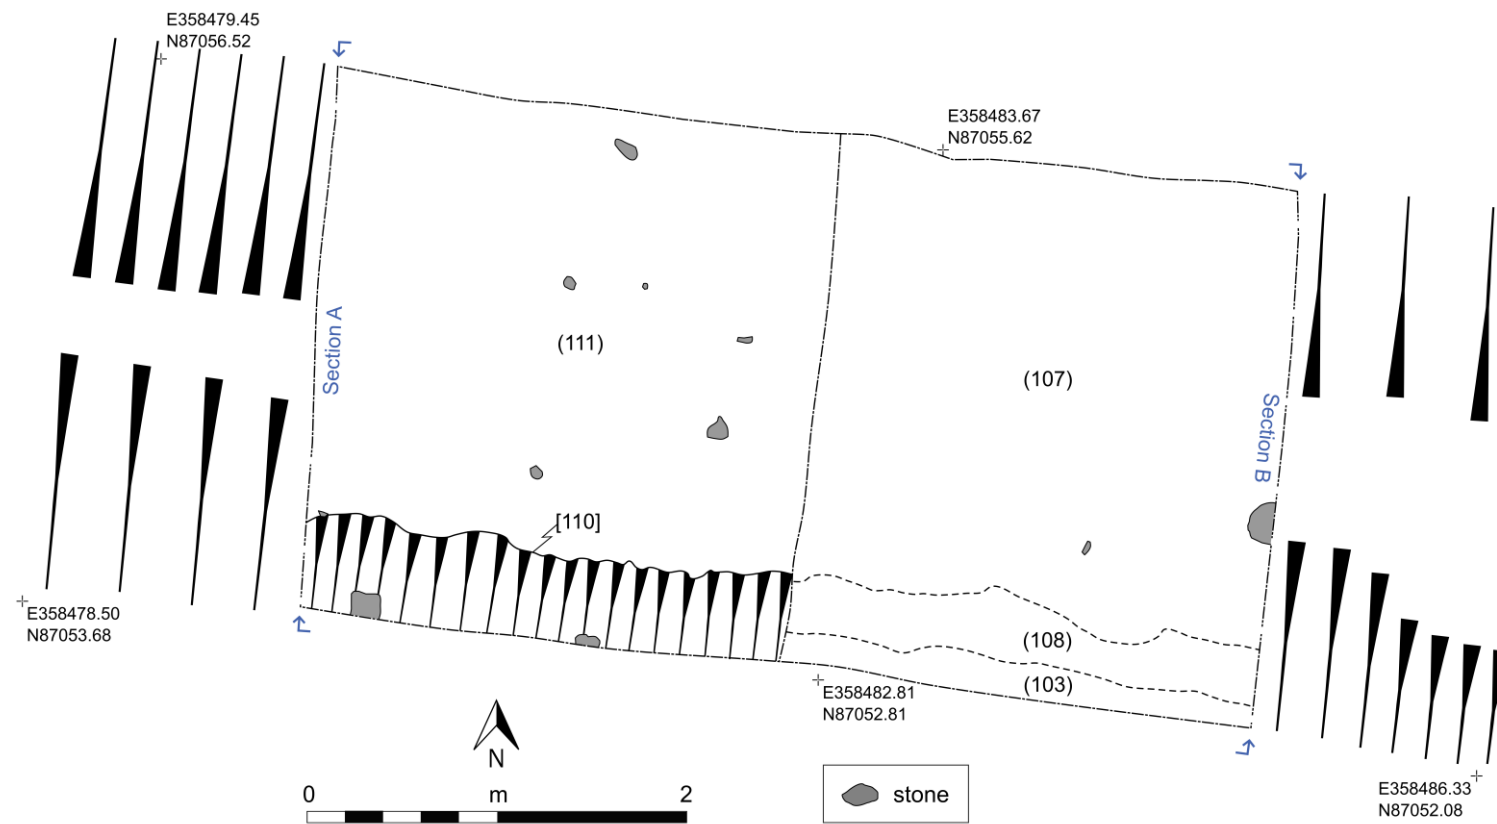 E358479.45
N87056.52
E358483.67
N87055.62
Section A
(111)
(107)
Section B
[110]
E358478.50
N87053.68
(108)
(103)
E358482.81
N87052.81
N
0 m 2
stone
E358486.33
N87052.08